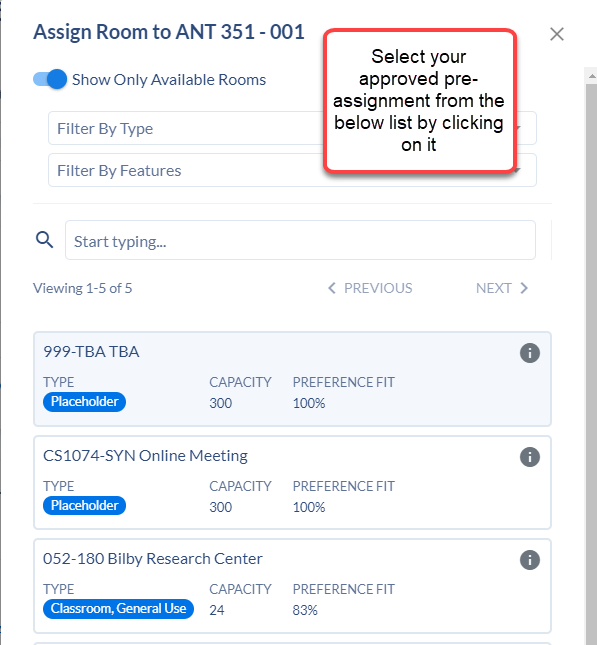 Assign Room to ANT 351 - 001
Select your
approved pre-
assignment from the
below list by clicking
on it
Show Only Available Rooms
Filter By Type
Filter By Features
Start typing...
Viewing 1-5 of 5
PREVIOUS
NEXT
999-TBA TBA
TYPE CAPACITY PREFERENCE FIT
Placeholder 300 100%
CS1074-SYN Online Meeting
TYPE CAPACITY PREFERENCE FIT
Placeholder 300 100%
052-180 Bilby Research Center
TYPE CAPACITY PREFERENCE FIT
Classroom, General Use 24 83%